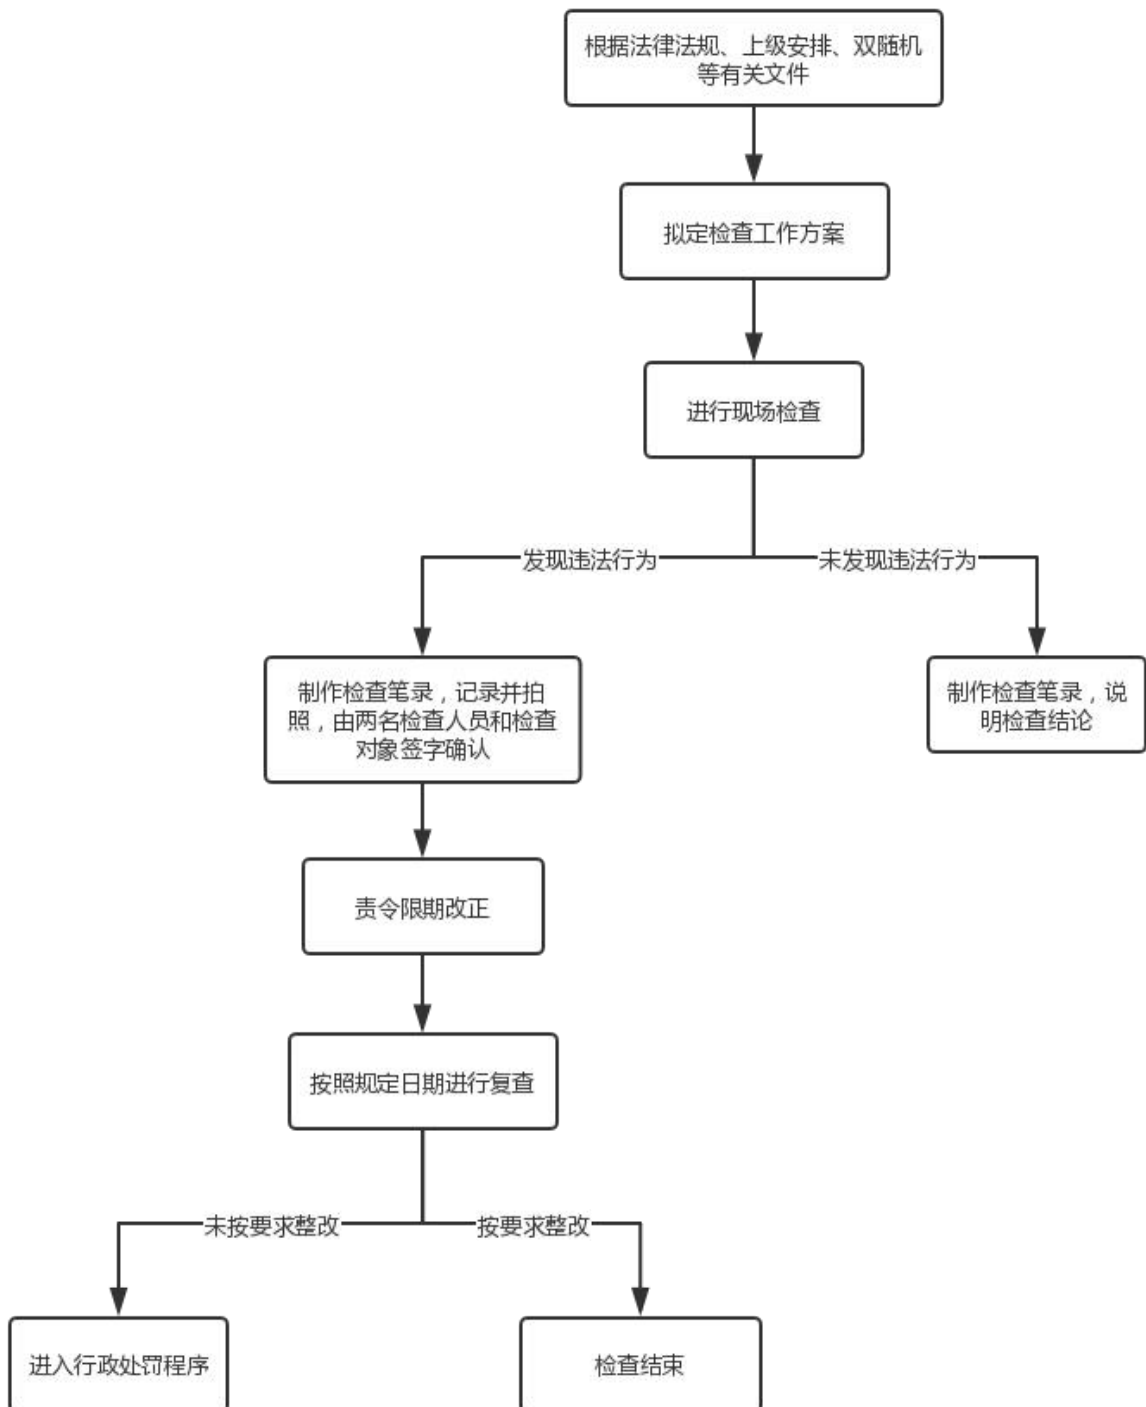 根据法律法规、上级安排、双随机
等有关文件
拟定检查工作方案
进行现场检查
发现违法行为
未发现违法行为
制作检查笔录，记录并拍
照，由两名检查人员和检查
对象签字确认
制作检查笔录，说
明检查结论
责令限期改正
按照规定日期进行复查
未按要求整改
按要求整改
进入行政处罚程序
检查结束